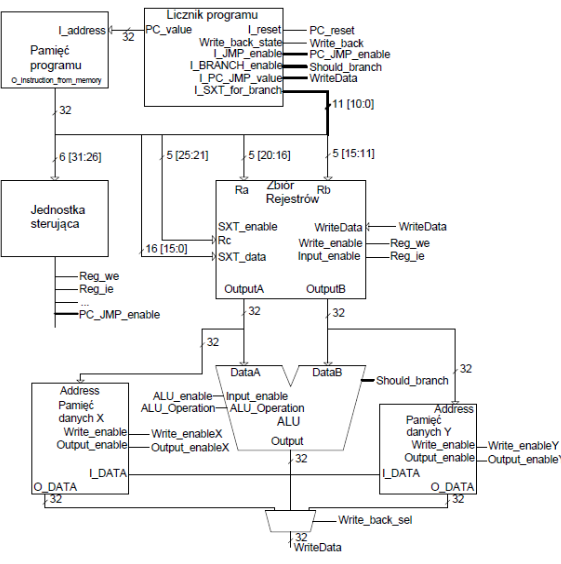 Licznik programu
I_address
32
PC_value
I_reset
PC_reset
Write_back_state
Write_back
I_JMP_enable
PC_JMP_enable
I_BRANCH_enable
Should_branch
I_PC_JMP_value
WriteData
I_SXT_for_branch
Pamięć
programu
O_Instruction_from_memory
11 [10:0]
32
6 [31:26]
5 [25:21]
5 [20:16]
5 [15:11]
Jednostka
sterująca
Ra
Zbiór
Rejestrów
Rb
SXT_enable
Rc
SXT_data
16 [15:0]
WriteData
WriteData
Write_enable
Reg_we
Input_enable
Reg_ie
OutputA
OutputB
Reg_we
Reg_ie
...
PC_JMP_enable
32
32
32
32
DataA
DataB
Should_branch
ALU_enable
Input_enable
ALU_Operation
ALU_Operation
ALU
Output
32
Address
Pamięć
danych X
Write_enable
Write_enableX
Output_enable
Output_enableX
I_DATA
O_DATA
32
Address
Pamięć
danych Y
Write_enable
Write_enableY
Output_enable
Output_enableY
I_DATA
O_DATA
32
Write_back_sel
32
WriteData